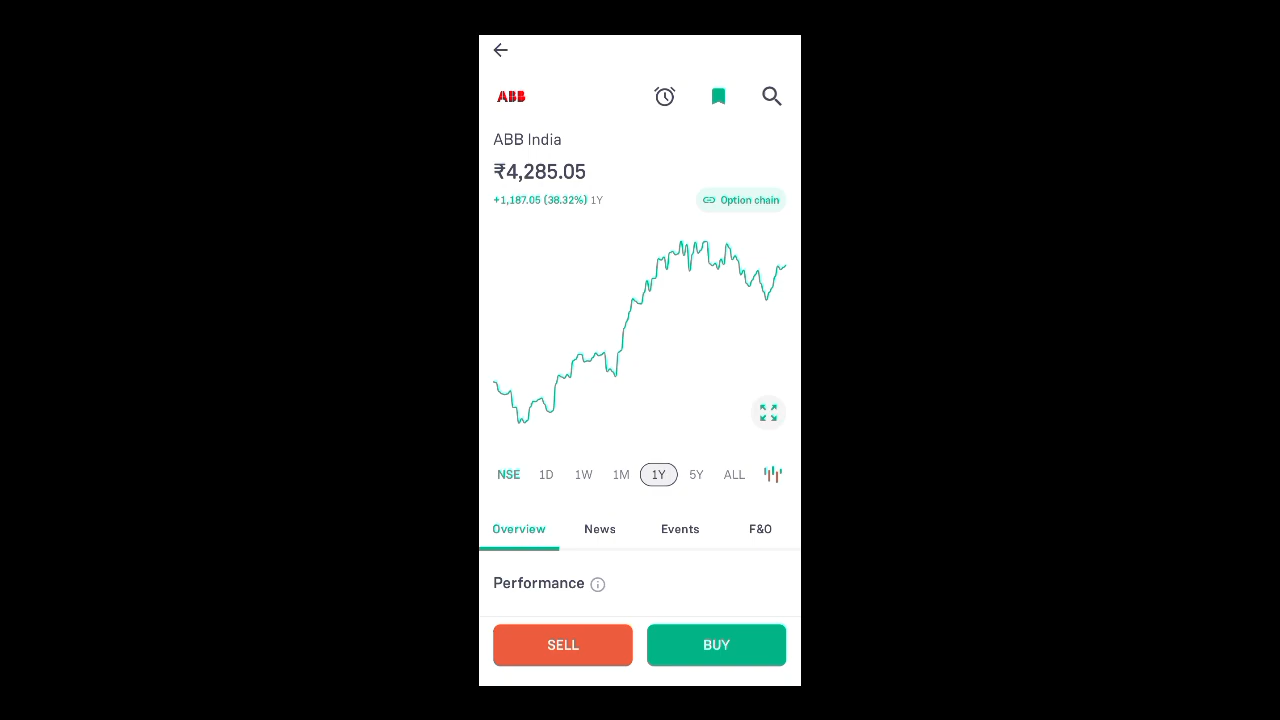 ABB
ABB India
₹4,285.05
+1,187.05 (38.32%) 1Y
Option chain
NSE 1D 1W 1M 1Y 5Y ALL
Overview News Events F&O
Performance
SELL BUY